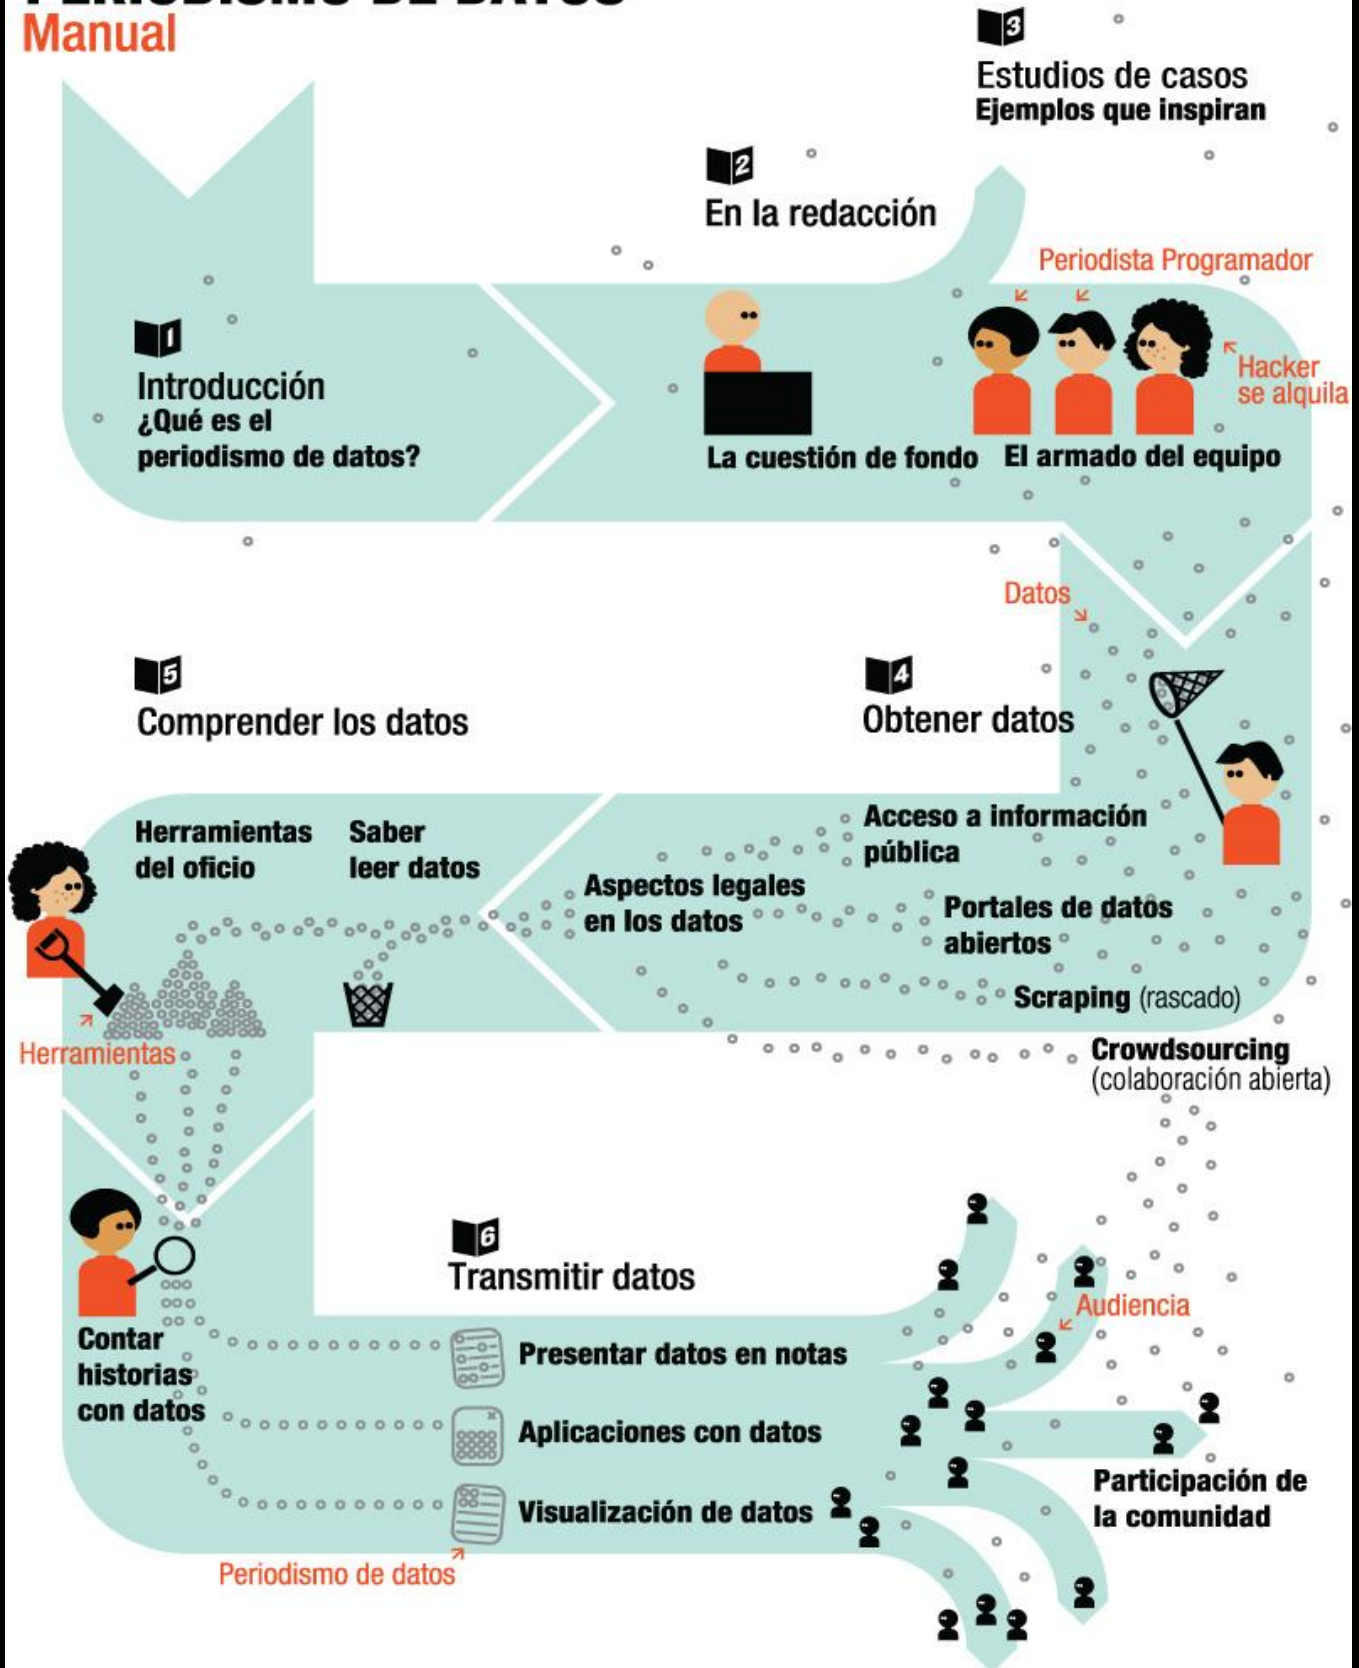 PERIODISMO DE DATOS
Manual
3
Estudios de casos
Ejemplos que inspiran
2
En la redacción
Periodista Programador
1
Introducción
¿Qué es el
periodismo de datos?
Hacker
se alquila
La cuestión de fondo
El armado del equipo
Datos
5
Comprender los datos
4
Obtener datos
Herramientas
del oficio
Saber
leer datos
Acceso a información
pública
Aspectos legales
en los datos
Portales de datos
abiertos
Scraping (rascado)
Herramientas
Crowdsourcing
(colaboración abierta)
6
Transmitir datos
Audiencia
Contar
historias
con datos
Presentar datos en notas
Aplicaciones con datos
Visualización de datos
Participación de
la comunidad
Periodismo de datos